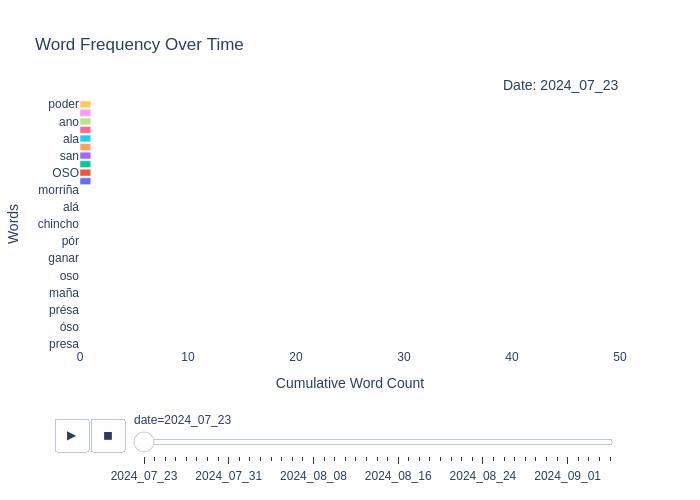 Word Frequency Over Time
Date: 2024_07_23
poder
ano
ala
san
OSO
morriña
alá
chincho
pór
ganar
oso
maña
présa
óso
presa
Words
0 10 20 30 40 50
Cumulative Word Count
date=2024_07_23
2024_07_23 2024_07_31 2024_08_08 2024_08_16 2024_08_24 2024_09_01